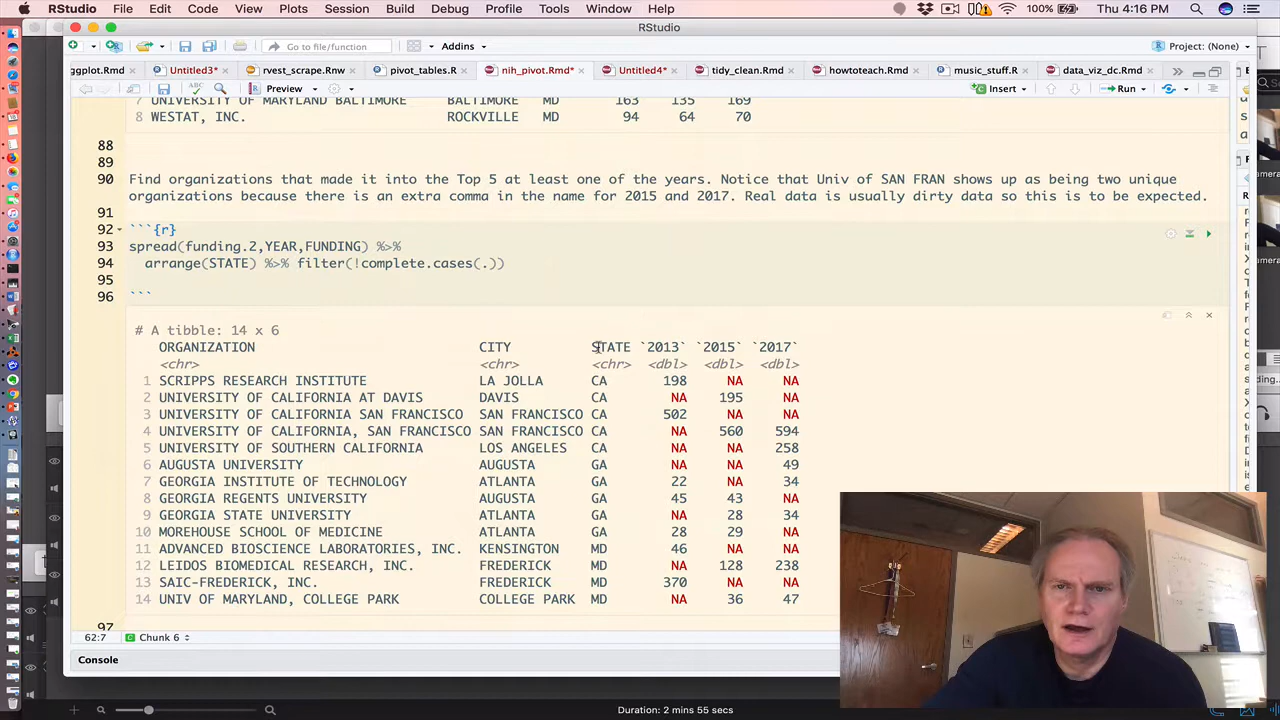 RStudio File Edit Code View Plots Session Build Debug Profile Tools Window Help 100% Thu 4:16 PM
RStudio
Go to file/function Addins Project: (None)
ggplot.Rmd Untitled3* rvest_scrape.Rnw pivot_tables.R nih_pivot.Rmd* Untitled4* tidy_clean.Rmd howtoteach.Rmd music_stuff.R data_viz_dc.Rmd
Preview Insert Run
7 UNIVERSITY OF MARYLAND BALTIMORE BALTIMORE MD 163 135 169
8 WESTAT, INC. ROCKVILLE MD 94 64 70
88
89
90 Find organizations that made it into the Top 5 at least one of the years. Notice that Univ of SAN FRAN shows up as being two unique
organizations because there is an extra comma in the name for 2015 and 2017. Real data is usually dirty data so this is to be expected.
91
92 ```{r}
93 spread(funding.2,YEAR,FUNDING) %>%
94 arrange(STATE) %>% filter(!complete.cases(.))
95
96 ```
# A tibble: 14 x 6
ORGANIZATION CITY STATE `2013` `2015` `2017`
<chr> <chr> <chr> <dbl> <dbl> <dbl>
1 SCRIPPS RESEARCH INSTITUTE LA JOLLA CA 198 NA NA
2 UNIVERSITY OF CALIFORNIA AT DAVIS DAVIS CA NA 195 NA
3 UNIVERSITY OF CALIFORNIA SAN FRANCISCO SAN FRANCISCO CA 502 NA NA
4 UNIVERSITY OF CALIFORNIA, SAN FRANCISCO SAN FRANCISCO CA NA 560 594
5 UNIVERSITY OF SOUTHERN CALIFORNIA LOS ANGELES CA NA NA 258
6 AUGUSTA UNIVERSITY AUGUSTA GA NA NA 49
7 GEORGIA INSTITUTE OF TECHNOLOGY ATLANTA GA 22 NA 34
8 GEORGIA REGENTS UNIVERSITY AUGUSTA GA 45 43 NA
9 GEORGIA STATE UNIVERSITY ATLANTA GA NA 28 34
10 MOREHOUSE SCHOOL OF MEDICINE ATLANTA GA 28 29 NA
11 ADVANCED BIOSCIENCE LABORATORIES, INC. KENSINGTON MD 46 NA NA
12 LEIDOS BIOMEDICAL RESEARCH, INC. FREDERICK MD NA 128 238
13 SAIC-FREDERICK, INC. FREDERICK MD 370 NA NA
14 UNIV OF MARYLAND, COLLEGE PARK COLLEGE PARK MD NA 36 47
97
62:7 Chunk 6
Console
Duration: 2 mins 55 secs